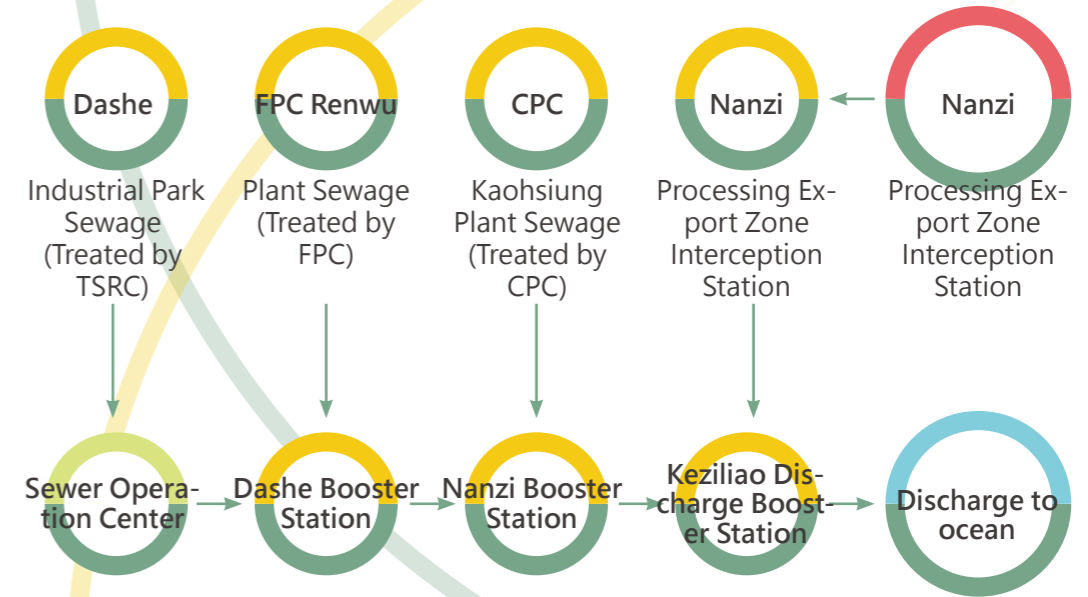 Dashe
Industrial Park
Sewage
(Treated by
TSRC)
FPC Renwu
Plant Sewage
(Treated by
FPC)
CPC
Kaohsiung
Plant Sewage
(Treated by
CPC)
Nanzi
Processing Ex-
port Zone
Interception
Station
Nanzi
Processing Ex-
port Zone
Interception
Station
Sewer Opera-
tion Center
Dashe Booster
Station
Nanzi Booster
Station
Keziliao Dis-
charge Boost-
er Station
Discharge to
ocean